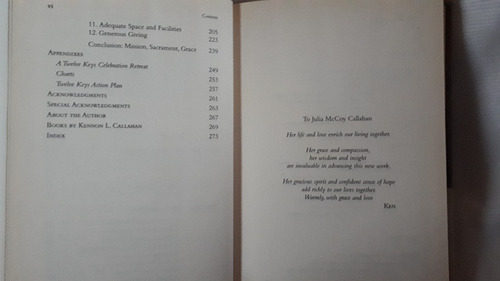 vi
Contents
11. Adequate Space and Facilities 205
12. Generous Giving 223
Conclusion: Mission, Sacrament, Grace 239
Appendixes
A Twelve Keys Celebration Retreat 249
Charts 253
Twelve Keys Action Plan 257
Acknowledgments 261
Special Acknowledgments 263
About the Author 267
Books by Kennon L. Callahan 269
Index 273
To Julia McCoy Callahan
Her life and love enrich our living together.
Her grace and compassion,
her wisdom and insight
are invaluable in advancing this new work.
Her gracious spirit and confident sense of hope
add richly to our lives together.
Warmly, with grace and love
Ken